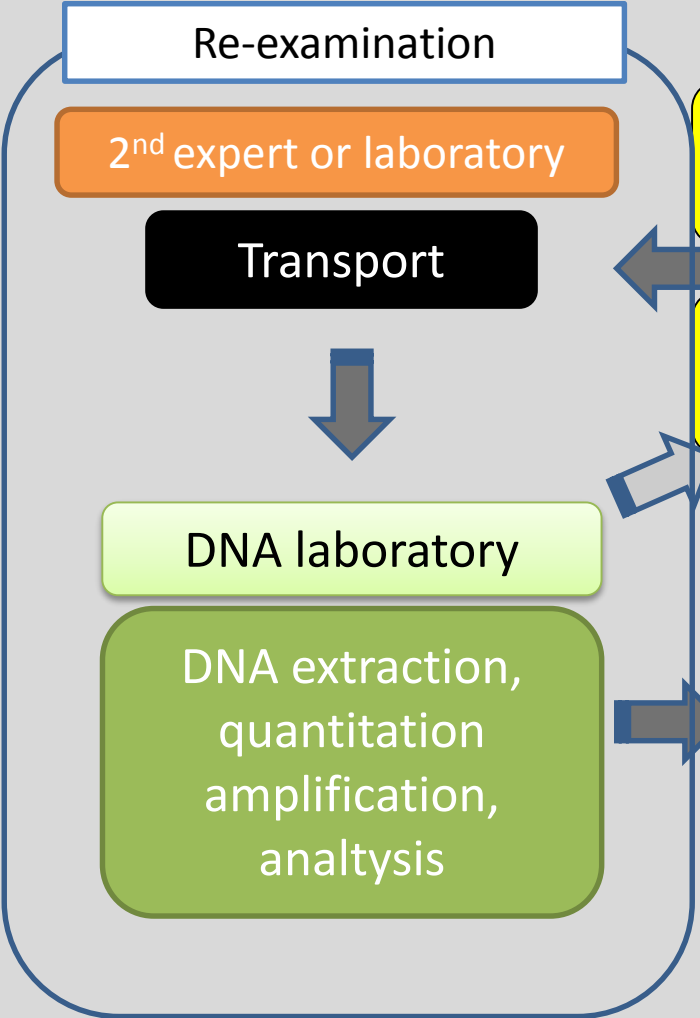 Re-examination
2nd expert or laboratory
Transport
DNA laboratory
DNA extraction,
quantitation
amplification,
analtysis